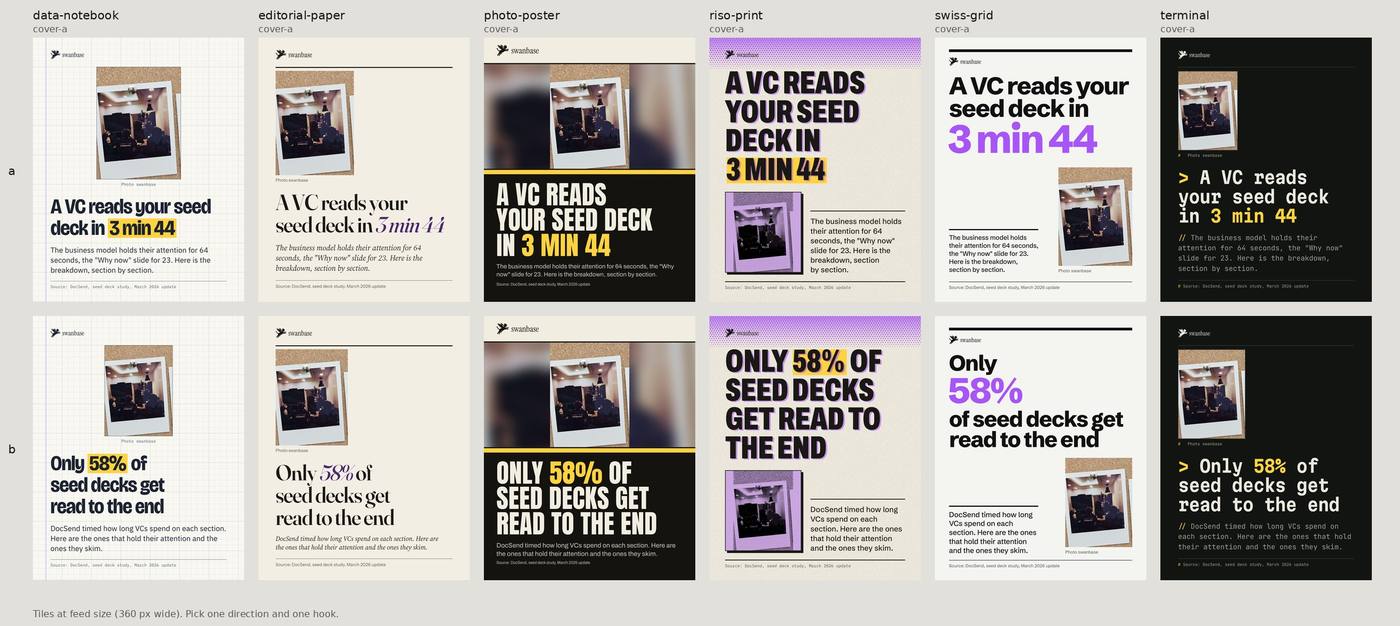 data-notebook
cover-a
editorial-paper
cover-a
photo-poster
cover-a
riso-print
cover-a
swiss-grid
cover-a
terminal
cover-a
a
swanbase
Photo swanbase
A VC reads your seed
deck in 3 min 44
The business model holds their attention for 64
seconds, the "Why now" slide for 23. Here is the
breakdown, section by section.
Source: DocSend, seed deck study, March 2026 update
swanbase
Photo swanbase
A VC reads your
seed deck in 3 min 44
The business model holds their attention for 64
seconds, the "Why now" slide for 23. Here is the
breakdown, section by section.
Source: DocSend, seed deck study, March 2026 update
swanbase
A VC READS
YOUR SEED DECK
IN 3 MIN 44
The business model holds their attention for 64 seconds, the "Why
now" slide for 23. Here is the breakdown, section by section.
Source: DocSend, seed deck study, March 2026 update
swanbase
A VC READS
YOUR SEED
DECK IN
3 MIN 44
The business model holds
their attention for 64
seconds, the "Why now"
slide for 23. Here is the
breakdown, section
by section.
Source: DocSend, seed deck study, March 2026 update
swanbase
A VC reads your
seed deck in
3 min 44
The business model holds
their attention for 64 seconds,
the "Why now" slide for 23.
Here is the breakdown,
section by section.
Photo swanbase
Source: DocSend, seed deck study, March 2026 update
swanbase
# Photo swanbase
> A VC reads
your seed deck
in 3 min 44
// The business model holds their
attention for 64 seconds, the "Why now"
slide for 23. Here is the breakdown,
section by section.
# Source: DocSend, seed deck study, March 2026 update
b
swanbase
Photo swanbase
Only 58% of
seed decks get
read to the end
DocSend timed how long VCs spend on each section.
Here are the ones that hold their attention and the
ones they skim.
Source: DocSend, seed deck study, March 2026 update
swanbase
Photo swanbase
Only 58% of
seed decks get
read to the end
DocSend timed how long VCs spend on each section. Here are
the ones that hold their attention and the ones they skim.
Source: DocSend, seed deck study, March 2026 update
swanbase
ONLY 58% OF
SEED DECKS GET
READ TO THE END
DocSend timed how long VCs spend on each section. Here are
the ones that hold their attention and the ones they skim.
Source: DocSend, seed deck study, March 2026 update
swanbase
ONLY 58% OF
SEED DECKS
GET READ TO
THE END
DocSend timed how long
VCs spend on each
section. Here are the ones
that hold their attention
and the ones they skim.
Source: DocSend, seed deck study, March 2026 update
swanbase
Only
58%
of seed decks get
read to the end
DocSend timed how long
VCs spend on each
section. Here are the ones
that hold their attention
and the ones they skim.
Photo swanbase
Source: DocSend, seed deck study, March 2026 update
swanbase
# Photo swanbase
> Only 58% of
seed decks get
read to the end
// DocSend timed how long VCs spend on
each section. Here are the ones that hold
their attention and the ones they skim.
# Source: DocSend, seed deck study, March 2026 update
Tiles at feed size (360 px wide). Pick one direction and one hook.